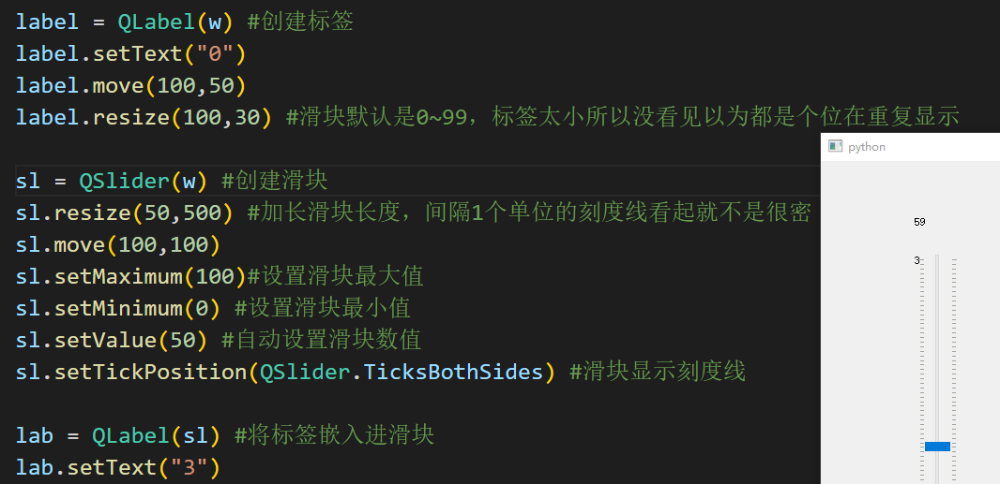 label = QLabel(w) #创建标签
label.setText("0")
label.move(100,50)
label.resize(100,30) #滑块默认是0~99，标签太小所以没看见以为都是个位在重复显示
python
sl = QSlider(w) #创建滑块
sl.resize(50,500) #加长滑块长度，间隔1个单位的刻度线看起就不是很密
59
sl.move(100,100)
3
sl.setMaximum(100)#设置滑块最大值
sl.setMinimum(0) #设置滑块最小值
sl.setValue(50) #自动设置滑块数值
sl.setTickPosition(QSlider.TicksBothSides) #滑块显示刻度线
lab = QLabel(sl) #将标签嵌入进滑块
lab.setText("3")